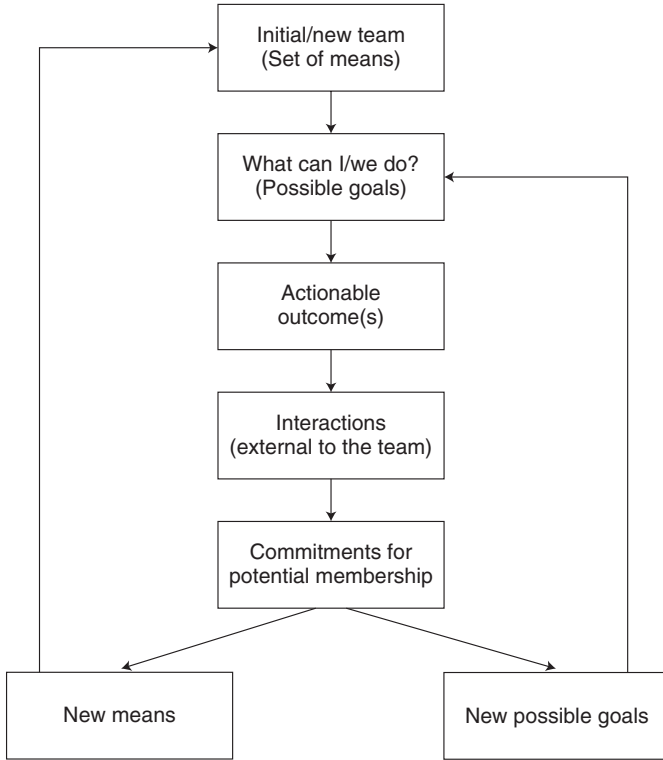 Initial/new team
(Set of means)
What can I/we do?
(Possible goals)
Actionable
outcome(s)
Interactions
(external to the team)
Commitments for
potential membership
New means
New possible goals